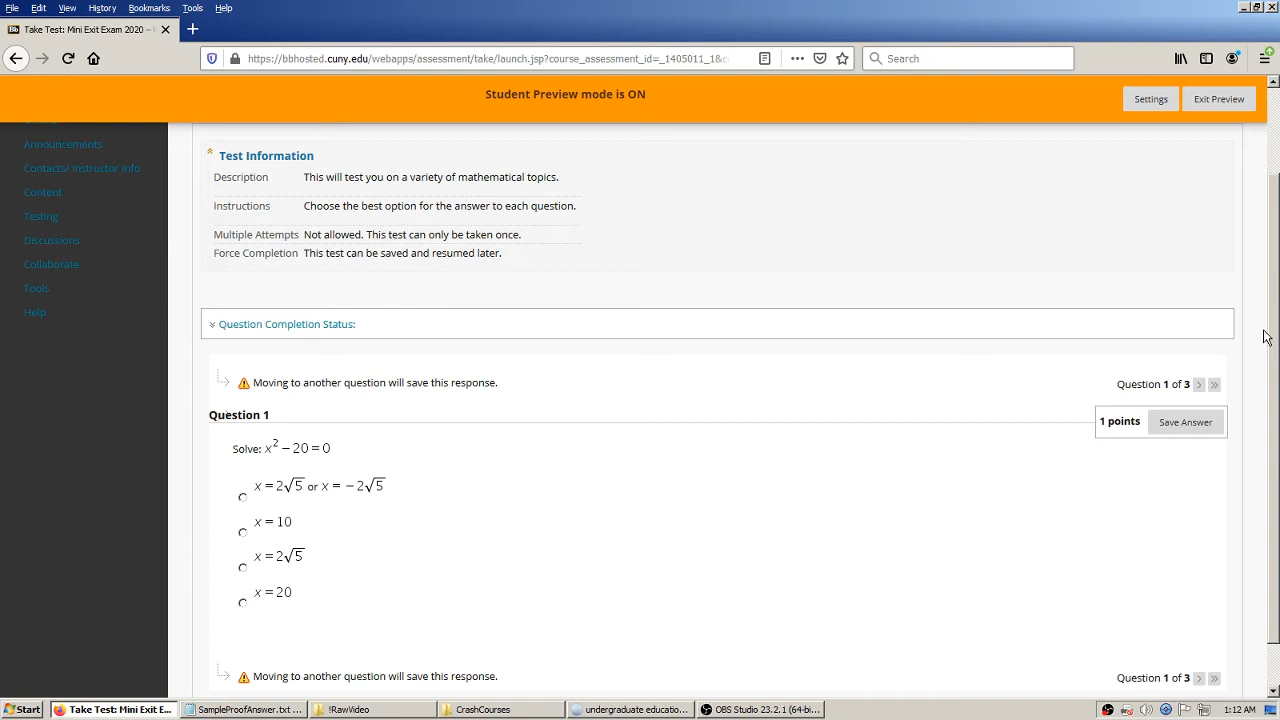 File Edit View History Bookmarks Tools Help
Bb Take Test: Mini Exit Exam 2020 –
https://bbhosted.cuny.edu/webapps/assessment/take/launch.jsp?course_assessment_id=_1405011_1&c
Search
Student Preview mode is ON
Settings
Exit Preview
Announcements
Contacts/ Instructor Info
Content
Testing
Discussions
Collaborate
Tools
Help
Test Information
Description This will test you on a variety of mathematical topics.
Instructions Choose the best option for the answer to each question.
Multiple Attempts Not allowed. This test can only be taken once.
Force Completion This test can be saved and resumed later.
Question Completion Status:
Moving to another question will save this response.
Question 1 of 3
Question 1
1 points
Save Answer
Solve: x² − 20 = 0
x = 2√5 or x = −2√5
x = 10
x = 2√5
x = 20
Moving to another question will save this response.
Question 1 of 3
Start
Take Test: Mini Exit E...
SampleProofAnswer.txt ...
!RawVideo
CrashCourses
undergraduate educatio...
OBS Studio 23.2.1 (64-bi...
1:12 AM